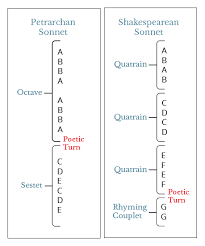 Petrarchan
Sonnet
Octave
A
B
B
A
A
B
B
A
Poetic
Turn
Sestet
C
D
E
C
D
E
Shakespearean
Sonnet
Quatrain
A
B
A
B
Quatrain
C
D
C
D
Quatrain
E
F
E
F
Poetic
Turn
Rhyming
Couplet
G
G